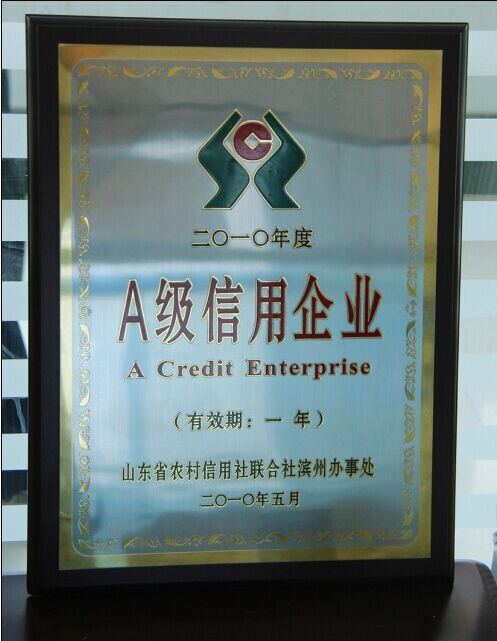 二〇一〇年度
A级信用企业
A Credit Enterprise
（有效期：一 年）
山东省农村信用社联合社滨州办事处
二〇一〇年五月